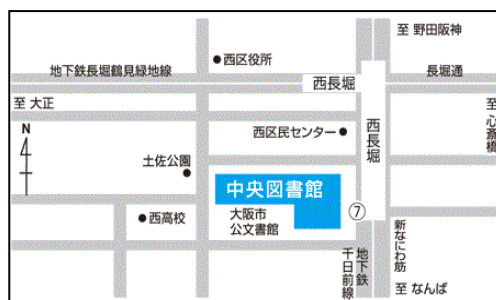 至 野田阪神
西区役所
地下鉄長堀鶴見緑地線
西長堀
長堀通
至 大正
西区民センター
西長堀
至 心斎橋
N
土佐公園
中央図書館
西高校
大阪市
公文書館
⑦
新なにわ筋
地下鉄
千日前線
至 なんば